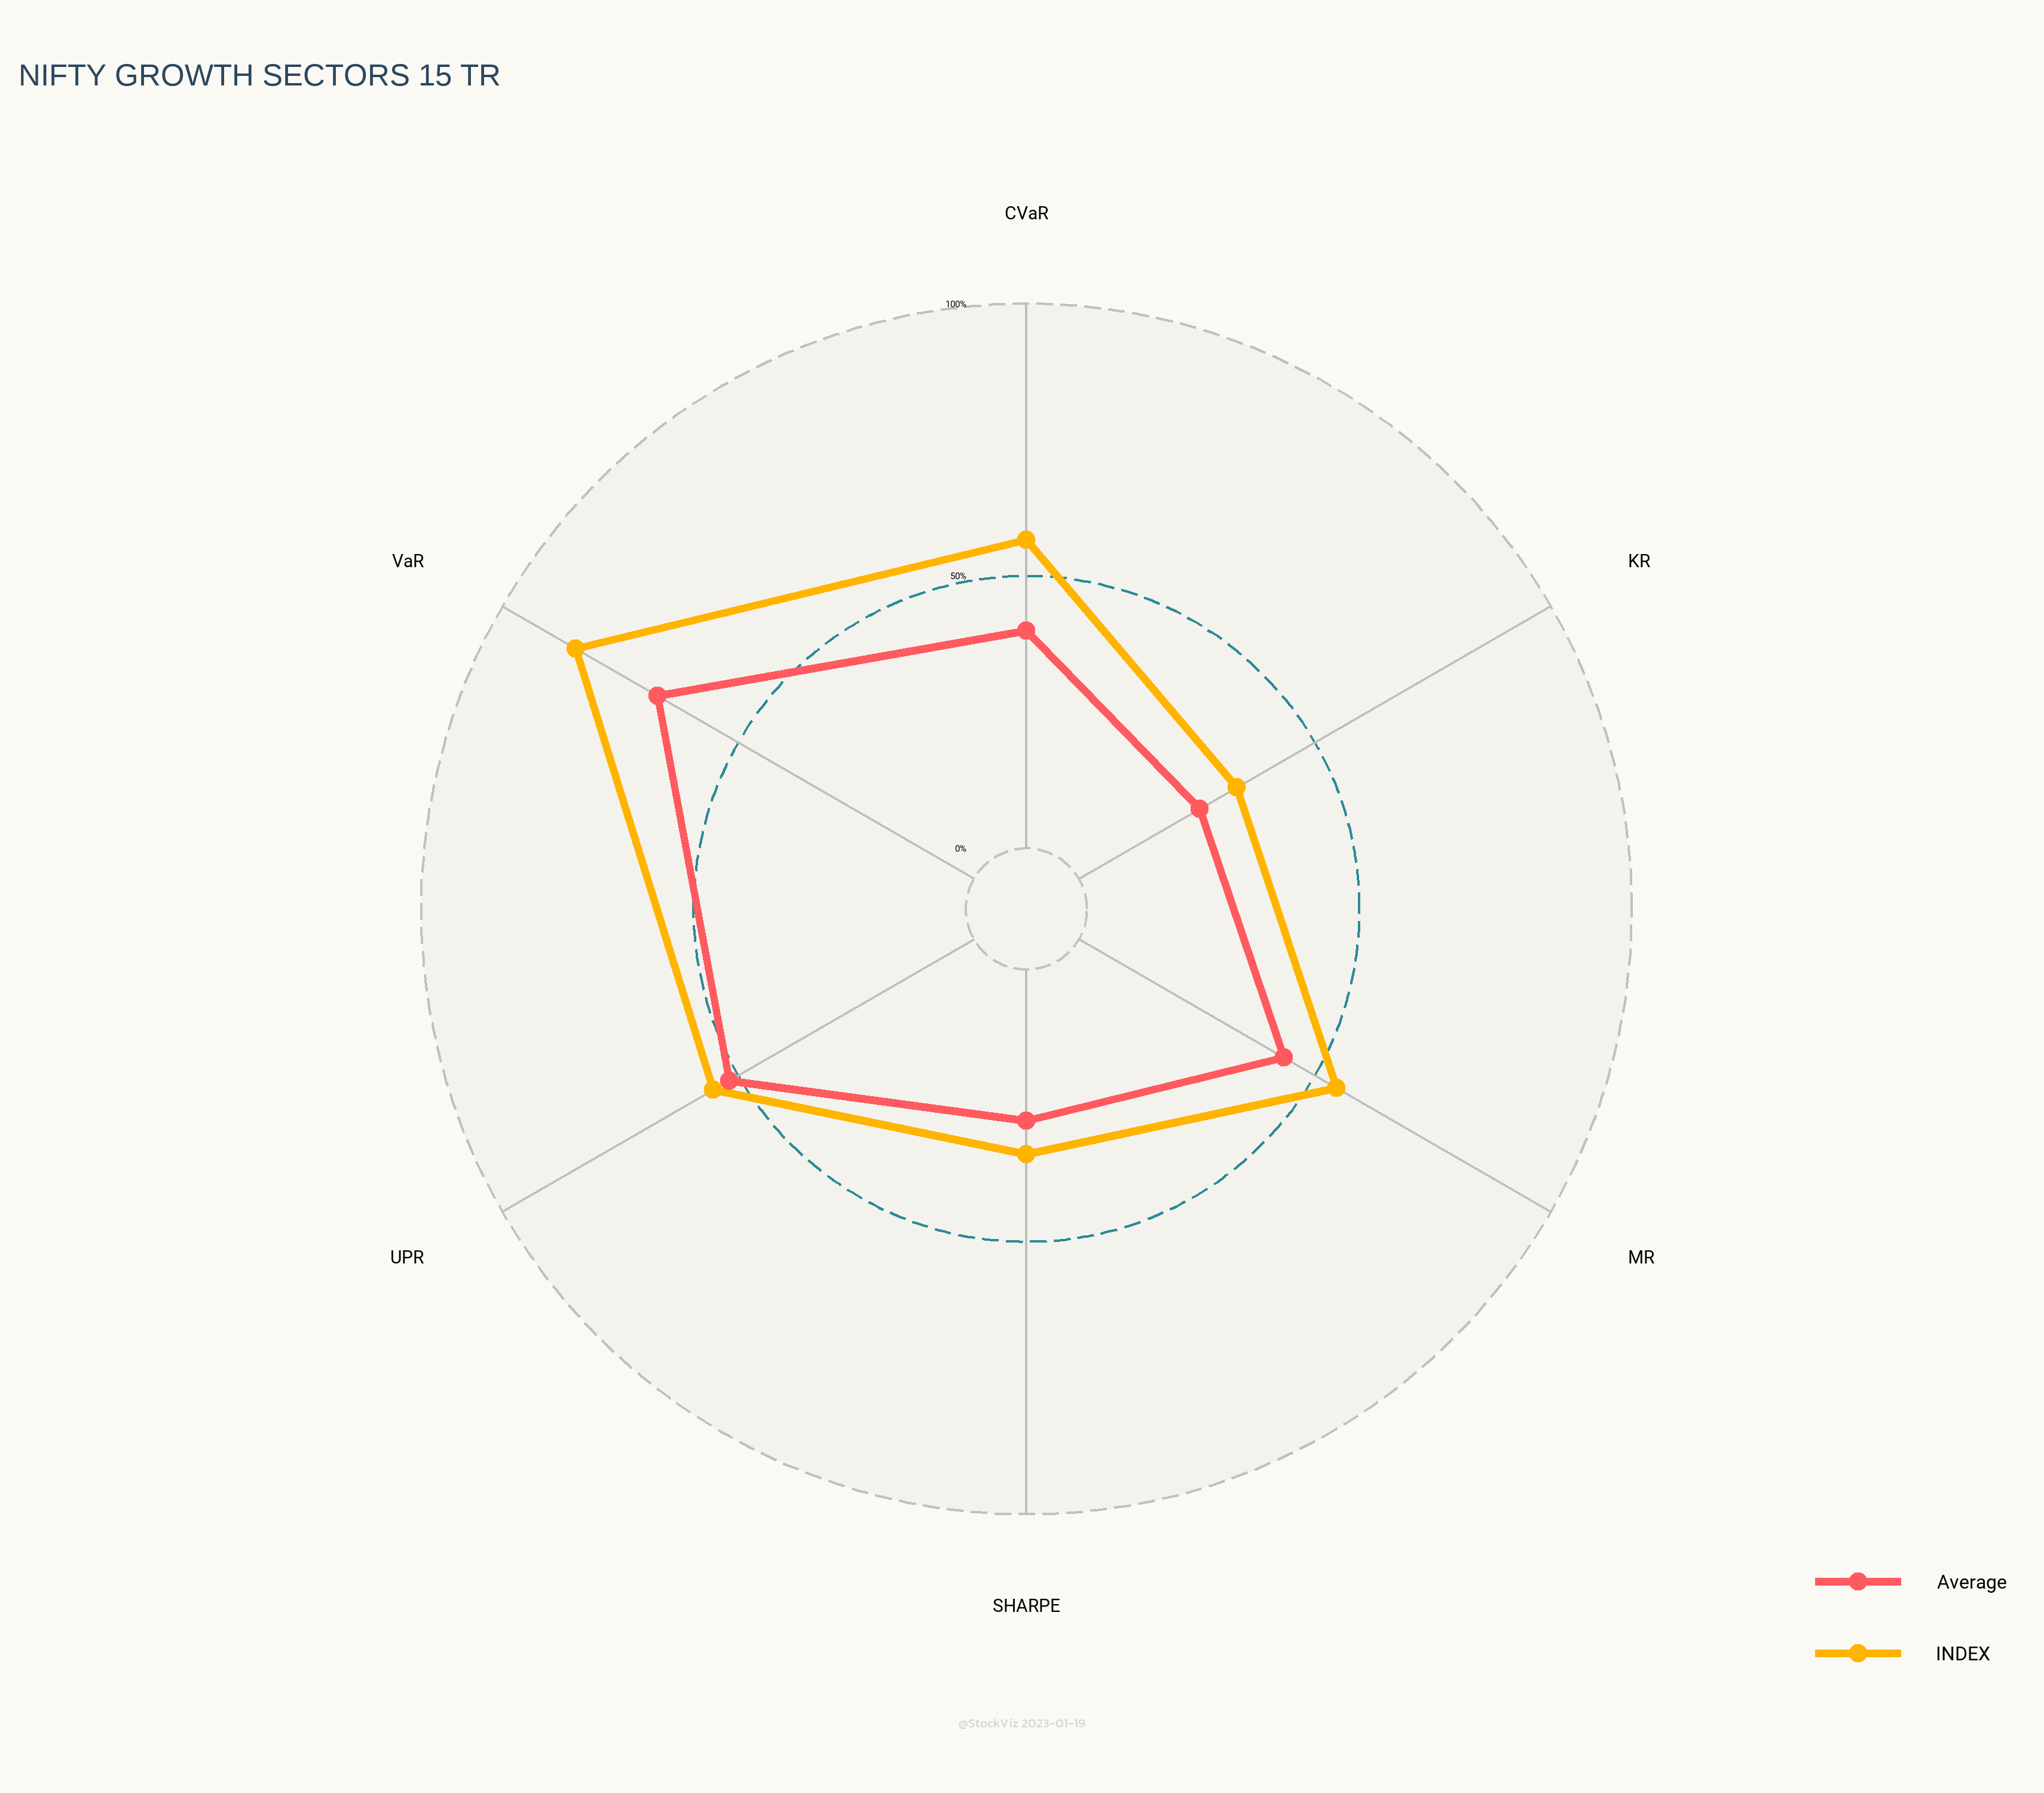 NIFTY GROWTH SECTORS 15 TR
CVaR
100%
VaR
KR
50%
0%
UPR
MR
SHARPE
Average
INDEX
@StockViz 2023-01-19